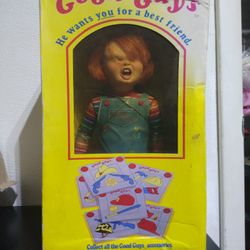 Good Guys
He wants you for a best friend.
Collect all the Good Guys accessories.